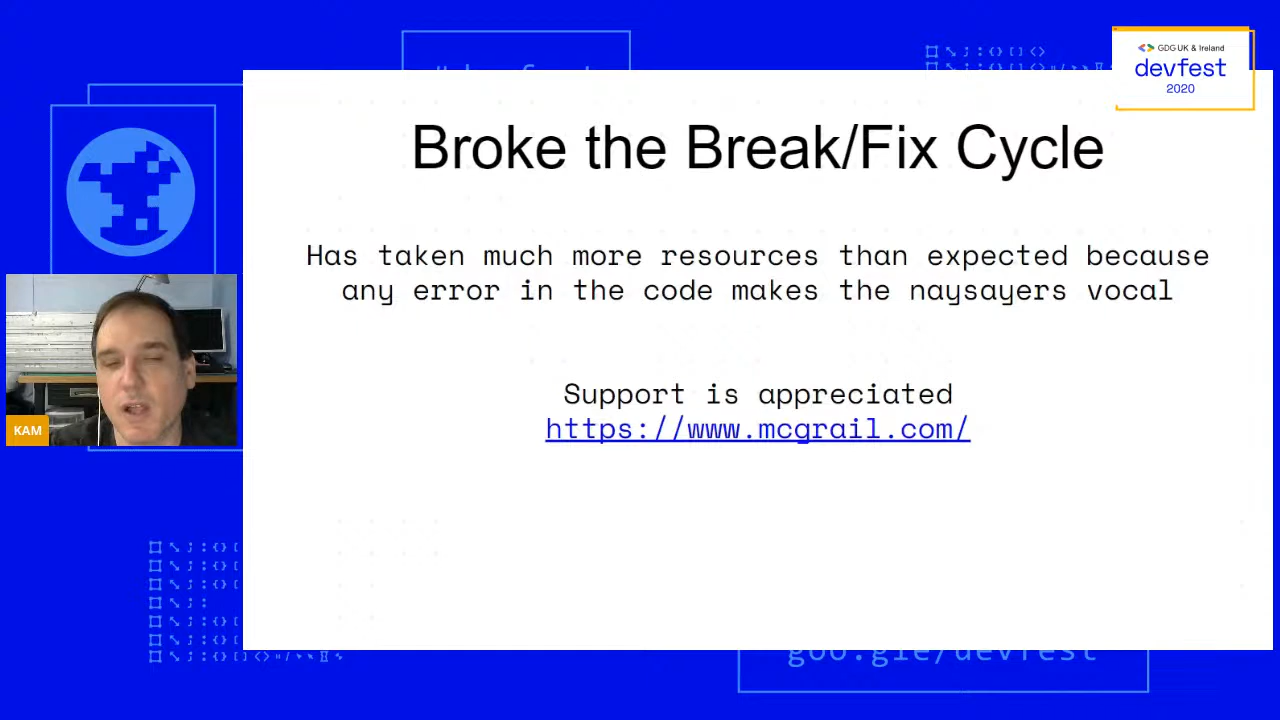 GDG UK & Ireland
devfest
2020
Broke the Break/Fix Cycle
Has taken much more resources than expected because
any error in the code makes the naysayers vocal
Support is appreciated
https://www.mcgrail.com/
KAM
goo.gle/devfest